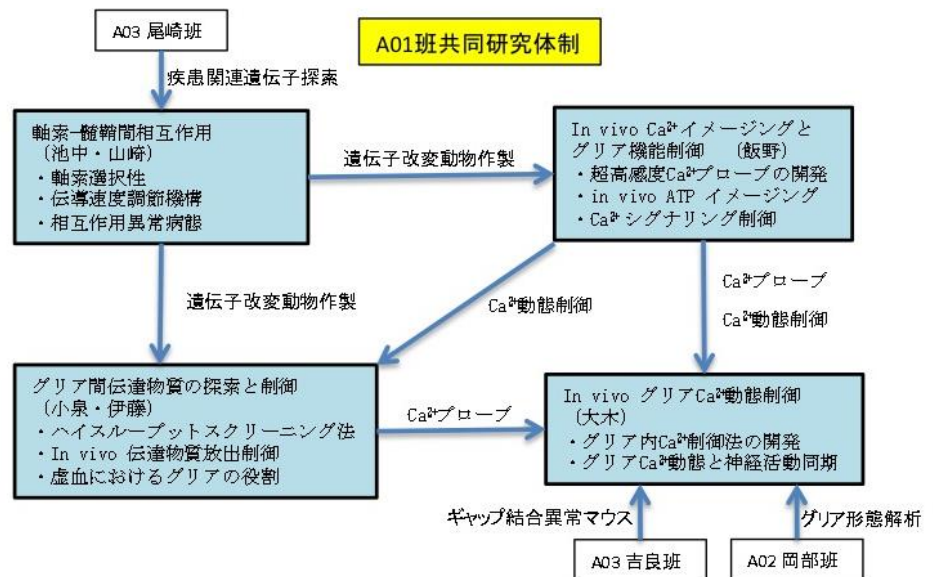 A03 尾崎班
A01班共同研究体制
疾患関連遺伝子探索
軸索-髄鞘間相互作用
(池中・山崎)
・軸索選択性
・伝導速度調節機構
・相互作用異常病態
遺伝子改変動物作製
In vivo Ca²⁺イメージングと
グリア機能制御 (飯野)
・超高感度Ca²⁺プローブの開発
・in vivo ATP イメージング
・Ca²⁺シグナリング制御
遺伝子改変動物作製
Ca²⁺動態制御
Ca²⁺プローブ
Ca²⁺動態制御
グリア間伝達物質の探索と制御
(小泉・伊藤)
・ハイスループットスクリーニング法
・In vivo 伝達物質放出制御
・虚血におけるグリアの役割
Ca²⁺プローブ
In vivo グリアCa²⁺動態制御
(大木)
・グリア内Ca²⁺制御法の開発
・グリアCa²⁺動態と神経活動同期
ギャップ結合異常マウス
グリア形態解析
A03 吉良班
A02 岡部班